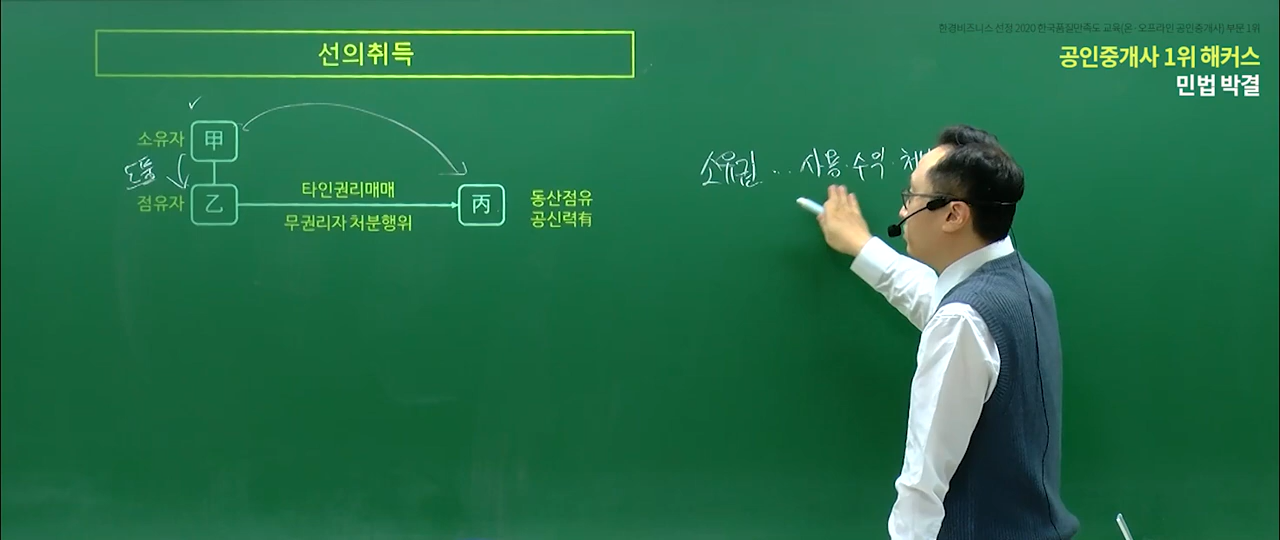 한경비즈니스 선정 2020 한국품질만족도 교육(온·오프라인 공인중개사) 부문 1위
공인중개사 1위 해커스
민법 박결
선의취득
소유자 甲
점유자 乙
타인권리매매
무권리자 처분행위
丙
동산점유
공신력有
소유권 ... 사용·수익·처